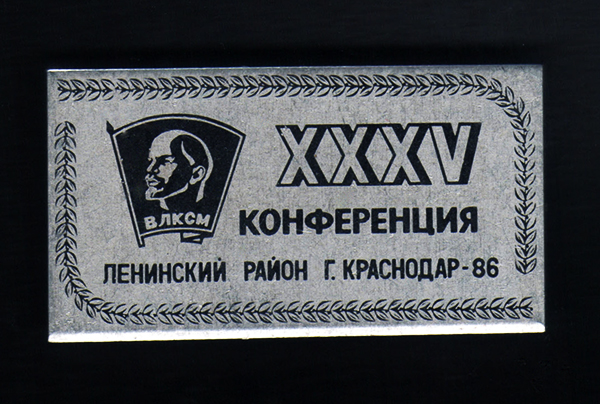 XXXV
ВЛКСМ
КОНФЕРЕНЦИЯ
ЛЕНИНСКИЙ РАЙОН Г. КРАСНОДАР-86